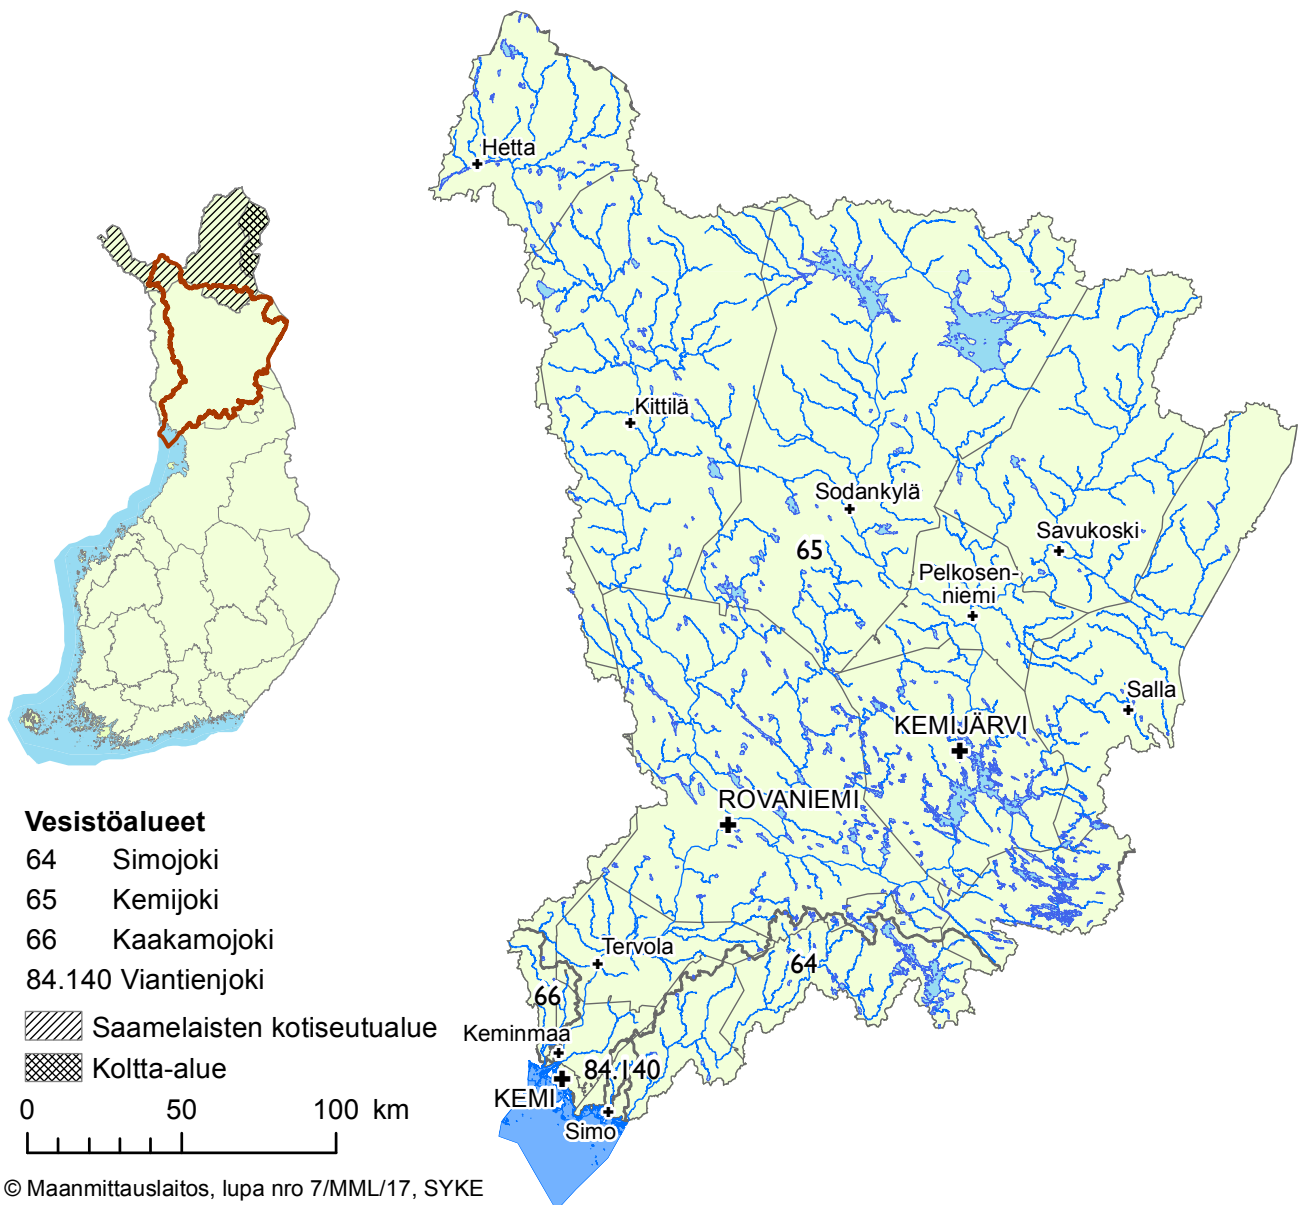 Hetta
Kittilä
Sodankylä
65
Savukoski
Pelkosen-
niemi
Salla
KEMIJÄRVI
ROVANIEMI
Tervola
64
66
Keminmaa
84.140
KEMI
Simo
Vesistöalueet
64 Simojoki
65 Kemijoki
66 Kaakamojoki
84.140 Viantienjoki
Saamelaisten kotiseutualue
Koltta-alue
0 50 100 km
© Maanmittauslaitos, lupa nro 7/MML/17, SYKE